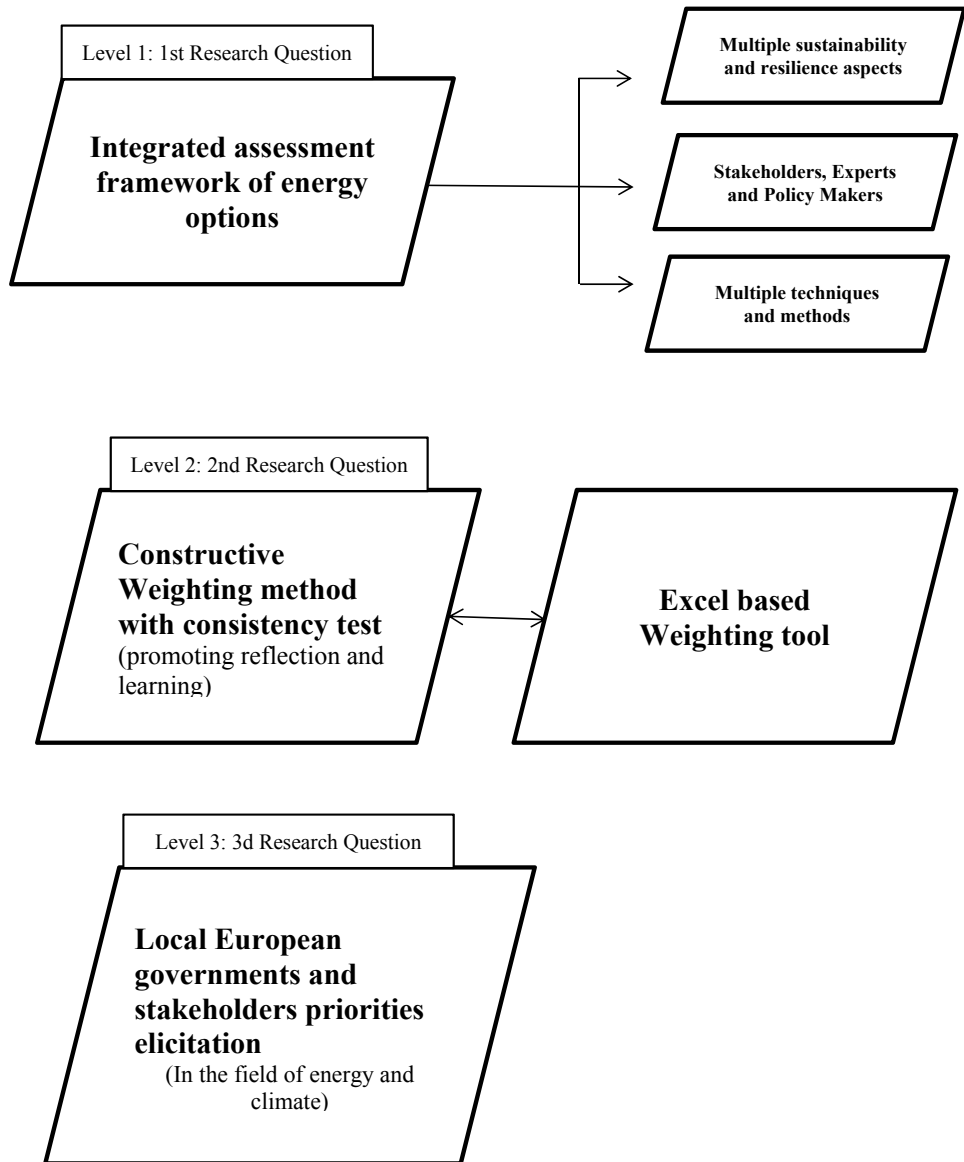 Level 1: 1st Research Question
Integrated assessment
framework of energy
options
Multiple sustainability
and resilience aspects
Stakeholders, Experts
and Policy Makers
Multiple techniques
and methods
Level 2: 2nd Research Question
Constructive
Weighting method
with consistency test
(promoting reflection and
learning)
Excel based
Weighting tool
Level 3: 3d Research Question
Local European
governments and
stakeholders priorities
elicitation
(In the field of energy and
climate)